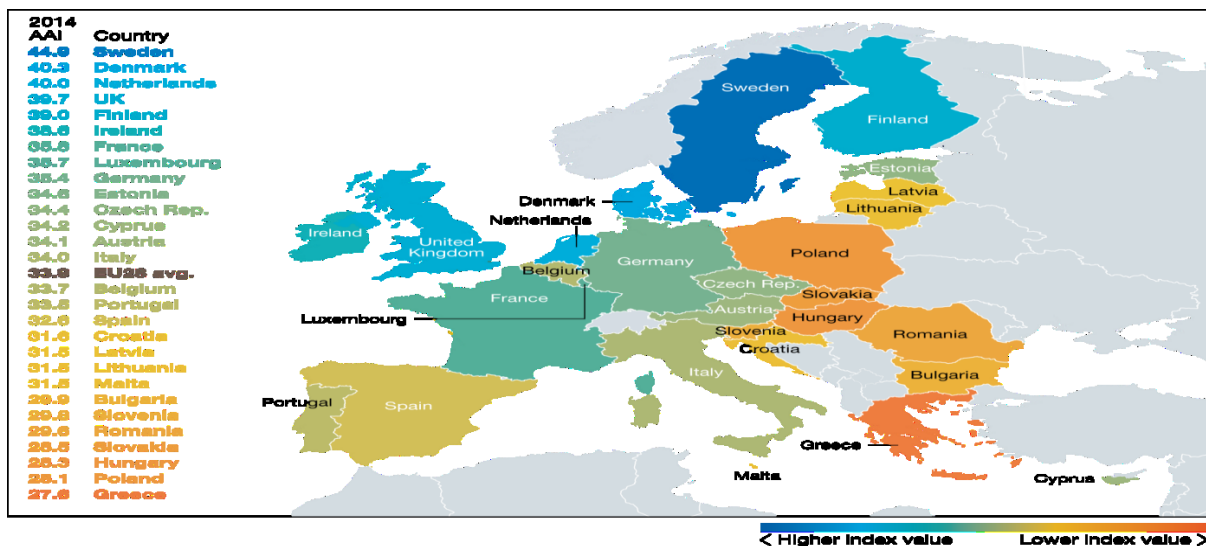 2014
AAI Country
44.9 Sweden
40.3 Denmark
40.0 Netherlands
39.7 UK
39.0 Finland
38.6 Ireland
35.8 France
35.7 Luxembourg
35.4 Germany
34.6 Estonia
34.4 Czech Rep.
34.2 Cyprus
34.1 Austria
34.0 Italy
33.9 EU28 avg.
33.7 Belgium
33.5 Portugal
32.6 Spain
31.6 Croatia
31.5 Latvia
31.5 Lithuania
31.5 Malta
29.9 Bulgaria
29.8 Slovenia
29.6 Romania
28.5 Slovakia
28.3 Hungary
28.1 Poland
27.6 Greece
Sweden
Finland
Estonia
Latvia
Lithuania
Denmark
Netherlands
Ireland
United
Kingdom
Belgium
Germany
Poland
Czech Rep.
Slovakia
France
Luxembourg
Austria
Hungary
Slovenia
Croatia
Romania
Bulgaria
Italy
Portugal
Spain
Greece
Malta
Cyprus
< Higher index value
Lower index value >